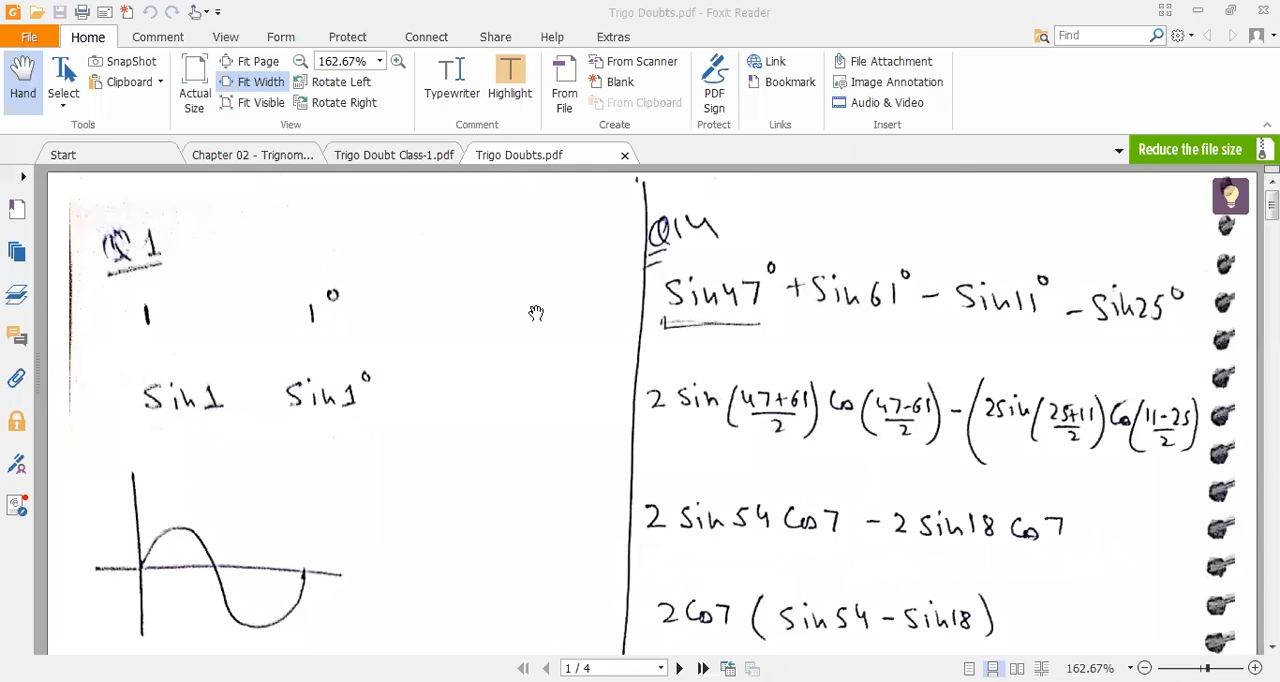 Trigo Doubts.pdf - Foxit Reader
File Home Comment View Form Protect Connect Share Help Extras
Find
Hand
Select
SnapShot
Clipboard
Tools
Actual Size
Fit Page
Fit Width
Fit Visible
162.67%
Rotate Left
Rotate Right
View
Typewriter
Highlight
Comment
From File
From Scanner
Blank
From Clipboard
Create
PDF Sign
Protect
Link
Bookmark
Links
File Attachment
Image Annotation
Audio & Video
Insert
Start
Chapter 02 - Trignom...
Trigo Doubt Class-1.pdf
Trigo Doubts.pdf
Reduce the file size
Q1
1 1°
Sin1 Sin1°
Q14
Sin47° + Sin61° - Sin11° - Sin25°
2 Sin (47+61/2) Cos (47-61/2) - (2Sin (25+11/2) Cos (11-25/2)
2 Sin54 Cos7 - 2 Sin18 Cos7
2Cos7 (Sin54 - Sin18)
1 / 4
162.67%